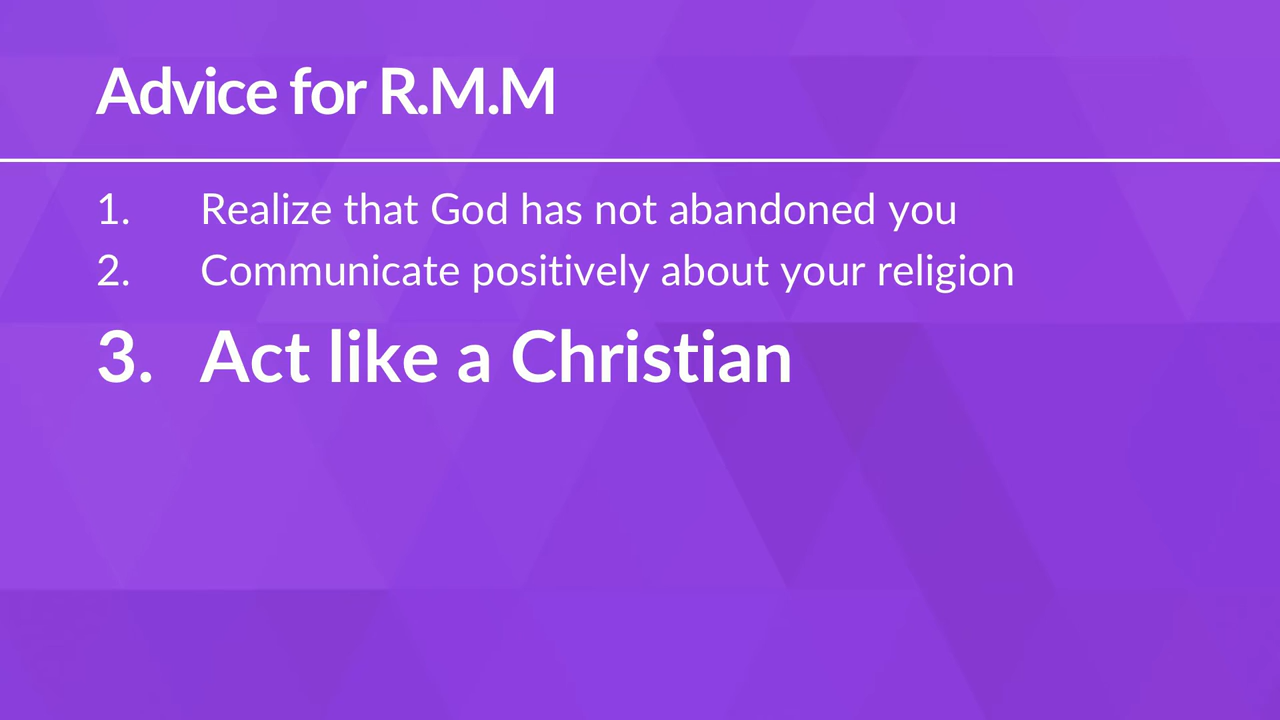 Advice for R.M.M
1. Realize that God has not abandoned you
2. Communicate positively about your religion
3. Act like a Christian